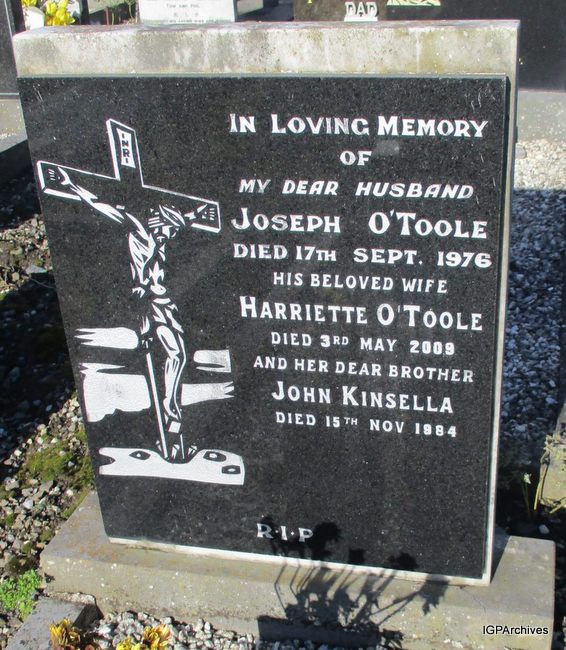 DAD
INRI
IN LOVING MEMORY
OF
MY DEAR HUSBAND
JOSEPH O'TOOLE
DIED 17TH SEPT. 1976
HIS BELOVED WIFE
HARRIETTE O'TOOLE
DIED 3RD MAY 2009
AND HER DEAR BROTHER
JOHN KINSELLA
DIED 15TH NOV 1984
R·I·P
IGPArchives